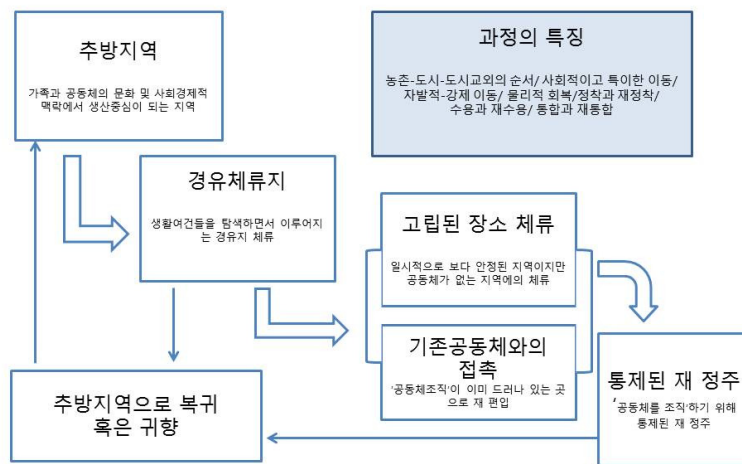 추방지역
가족과 공동체의 문화 및 사회경제적
맥락에서 생산중심이 되는 지역
과정의 특징
농촌-도시-도시교외의 순서/ 사회적이고 특이한 이동/
자발적-강제 이동/ 물리적 회복/정착과 재정착/
수용과 재수용/ 통합과 재통합
경유체류지
생활여건들을 탐색하면서 이루어지
는 경유지 체류
고립된 장소 체류
일시적으로 보다 안정된 지역이지만
공동체가 없는 지역에의 체류
기존공동체와의
접촉
'공동체조직'이 이미 드러나 있는 곳
으로 재 편입
통제된 재 정주
'공동체를 조직'하기 위해
통제된 재 정주
추방지역으로 복귀
혹은 귀향